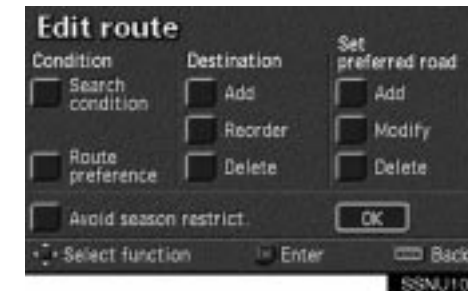 Edit route
Condition
Search
condition
Route
preference
Destination
Add
Reorder
Delete
Set
preferred road
Add
Modify
Delete
Avoid season restrict.
OK
Select function
Enter
Back